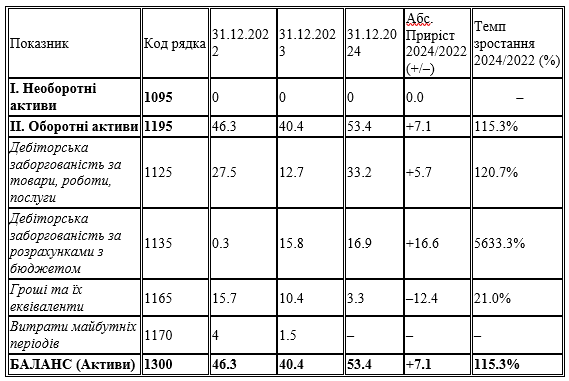 Показник Код рядка 31.12.2022 31.12.2023 31.12.2024 Абс. Приріст 2024/2022 (+/–) Темп зростання 2024/2022 (%)
I. Необоротні активи 1095 0 0 0 0.0 –
II. Оборотні активи 1195 46.3 40.4 53.4 +7.1 115.3%
Дебіторська заборгованість за товари, роботи, послуги 1125 27.5 12.7 33.2 +5.7 120.7%
Дебіторська заборгованість за розрахунками з бюджетом 1135 0.3 15.8 16.9 +16.6 5633.3%
Гроші та їх еквіваленти 1165 15.7 10.4 3.3 –12.4 21.0%
Витрати майбутніх періодів 1170 4 1.5 – – –
БАЛАНС (Активи) 1300 46.3 40.4 53.4 +7.1 115.3%